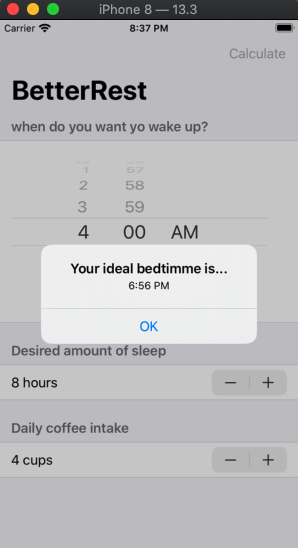 iPhone 8 — 13.3
Carrier 8:37 PM
Calculate
BetterRest
when do you want yo wake up?
1 57
2 58
3 59
4 00 AM
Your ideal bedtimme is...
6:56 PM
OK
Desired amount of sleep
8 hours − +
Daily coffee intake
4 cups − +